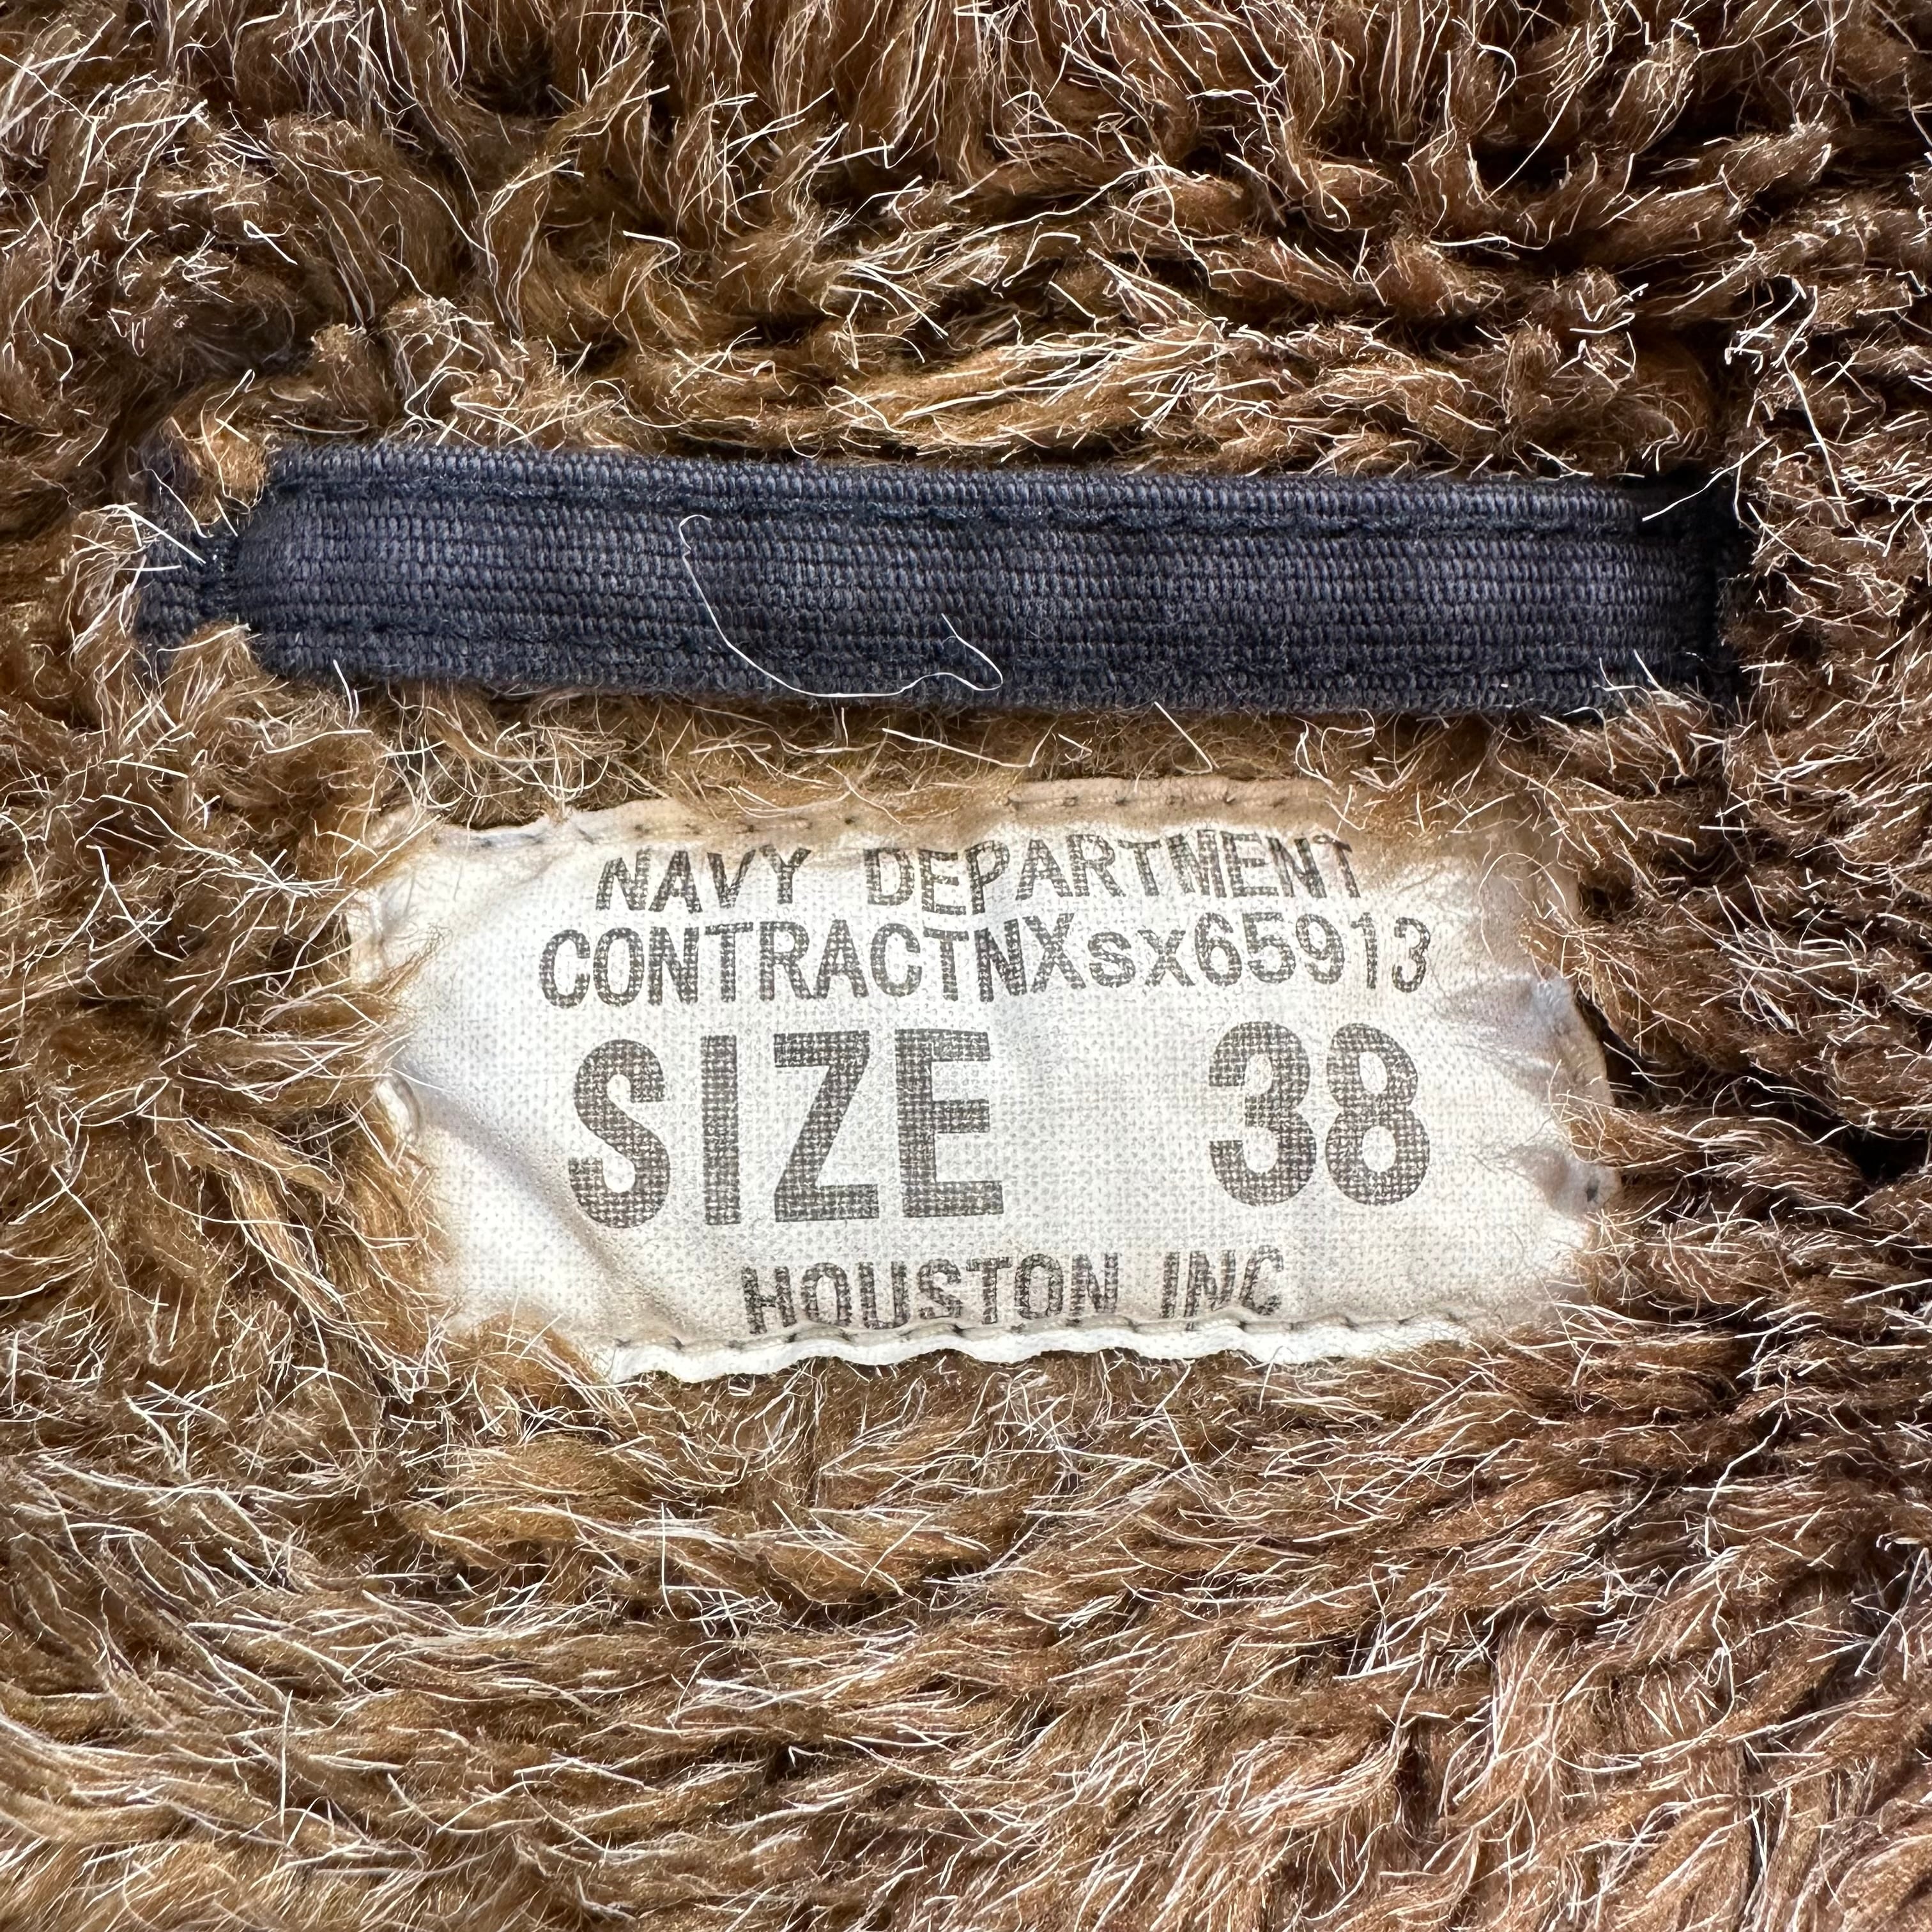 NAVY DEPARTMENT
CONTRACTNXsx65913
SIZE 38
HOUSTON INC